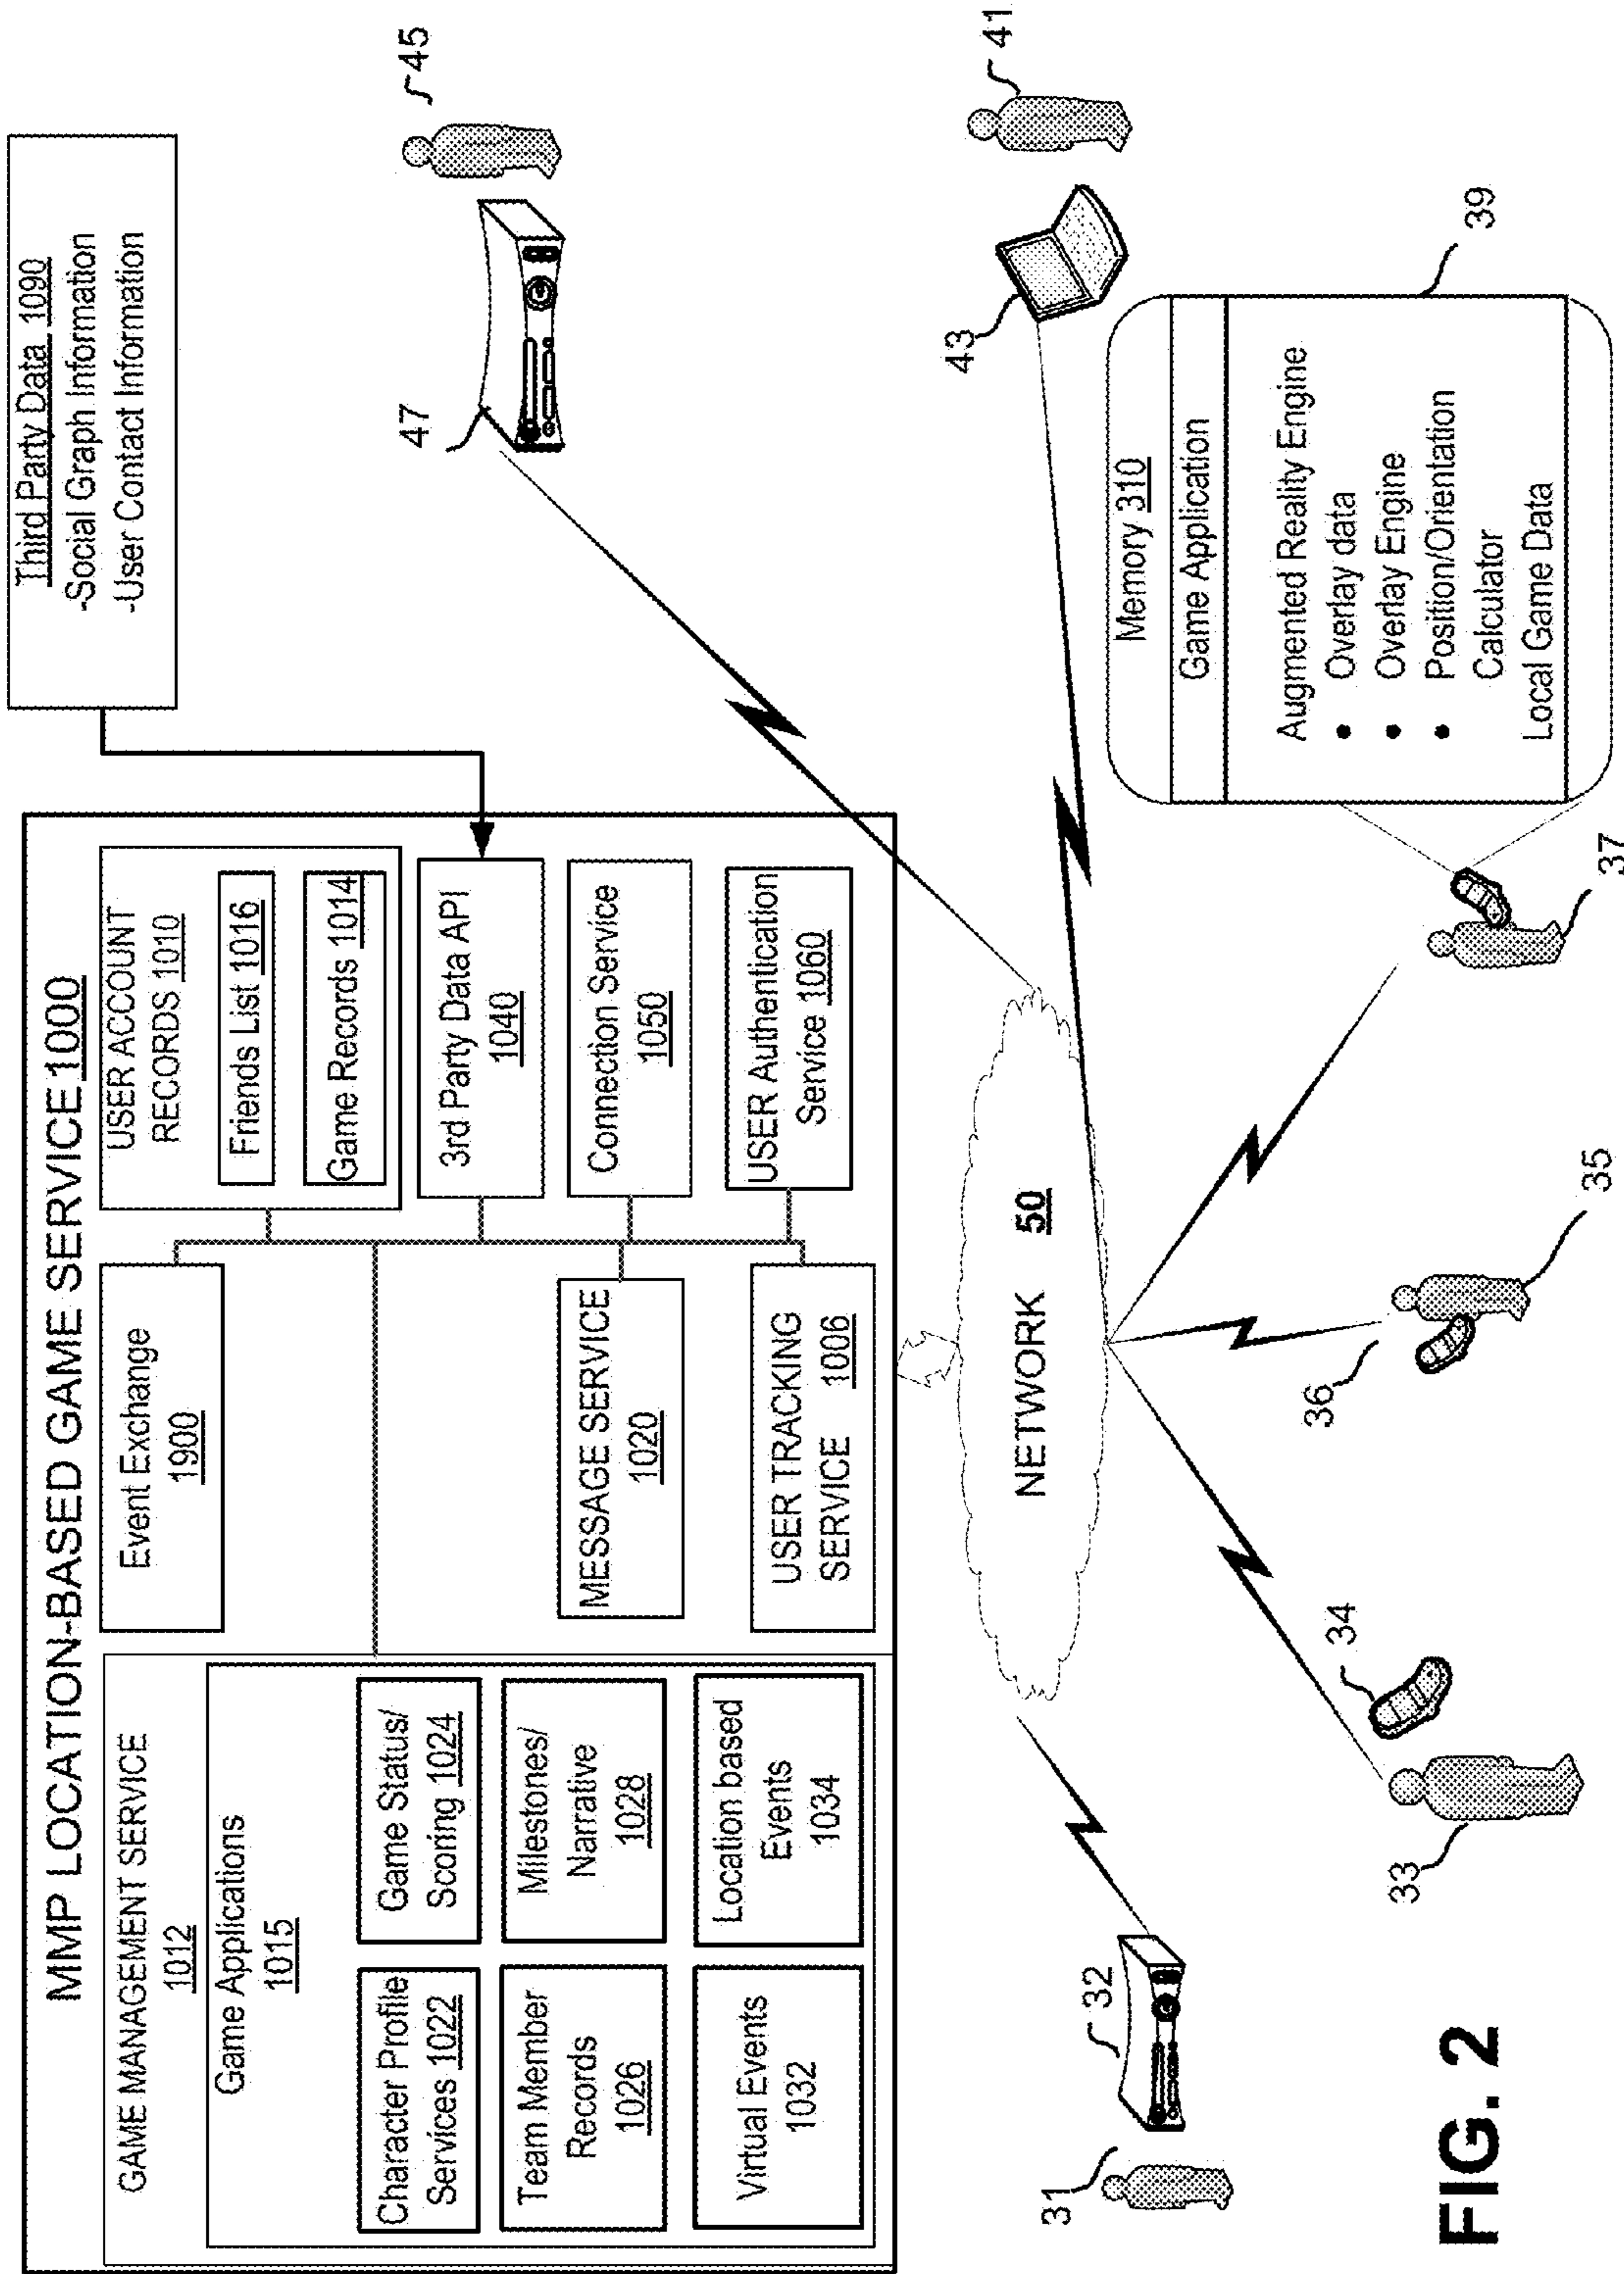 MMP LOCATION-BASED GAME SERVICE 1000
GAME MANAGEMENT SERVICE
1012
Game Applications
1015
Character Profile
Services 1022
Game Status/
Scoring 1024
Team Member
Records
1026
Milestones/
Narrative
1028
Virtual Events
1032
Location based
Events
1034
Event Exchange
1900
MESSAGE SERVICE
1020
USER TRACKING
SERVICE 1006
USER ACCOUNT
RECORDS 1010
Friends List 1016
Game Records 1014
3rd Party Data API
1040
Connection Service
1050
USER Authentication
Service 1060
Third Party Data 1090
-Social Graph Information
-User Contact Information
45
47
NETWORK 50
41
43
31
32
33
34
36
35
37
39
Memory 310
Game Application
Augmented Reality Engine
• Overlay data
• Overlay Engine
• Position/Orientation
Calculator
Local Game Data
FIG. 2